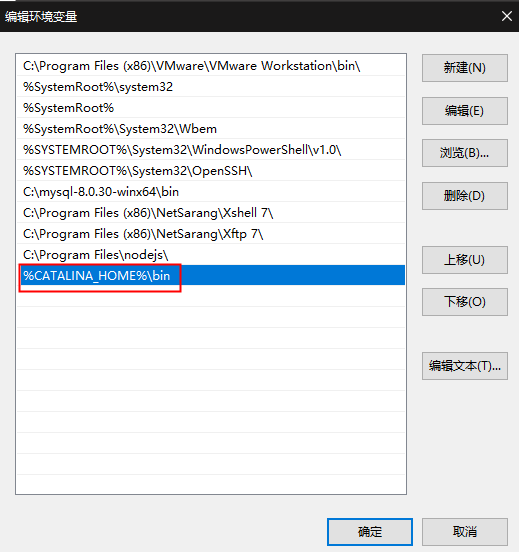 编辑环境变量
C:\Program Files (x86)\VMware\VMware Workstation\bin\
%SystemRoot%\system32
%SystemRoot%
%SystemRoot%\System32\Wbem
%SYSTEMROOT%\System32\WindowsPowerShell\v1.0\
%SYSTEMROOT%\System32\OpenSSH\
C:\mysql-8.0.30-winx64\bin
C:\Program Files (x86)\NetSarang\Xshell 7\
C:\Program Files (x86)\NetSarang\Xftp 7\
C:\Program Files\nodejs\
%CATALINA_HOME%\bin
新建(N)
编辑(E)
浏览(B)...
删除(D)
上移(U)
下移(O)
编辑文本(T)...
确定
取消